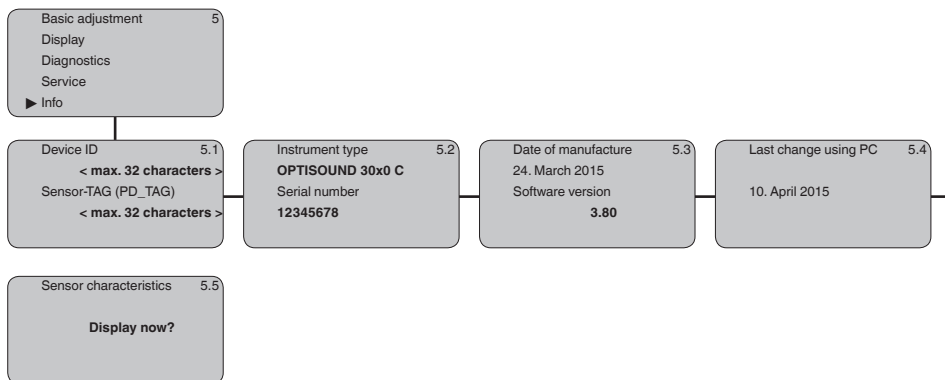 Basic adjustment 5
Display
Diagnostics
Service
▶ Info
Device ID 5.1
< max. 32 characters >
Sensor-TAG (PD_TAG)
< max. 32 characters >
Instrument type 5.2
OPTISOUND 30x0 C
Serial number
12345678
Date of manufacture 5.3
24. March 2015
Software version
3.80
Last change using PC 5.4
10. April 2015
Sensor characteristics 5.5
Display now?